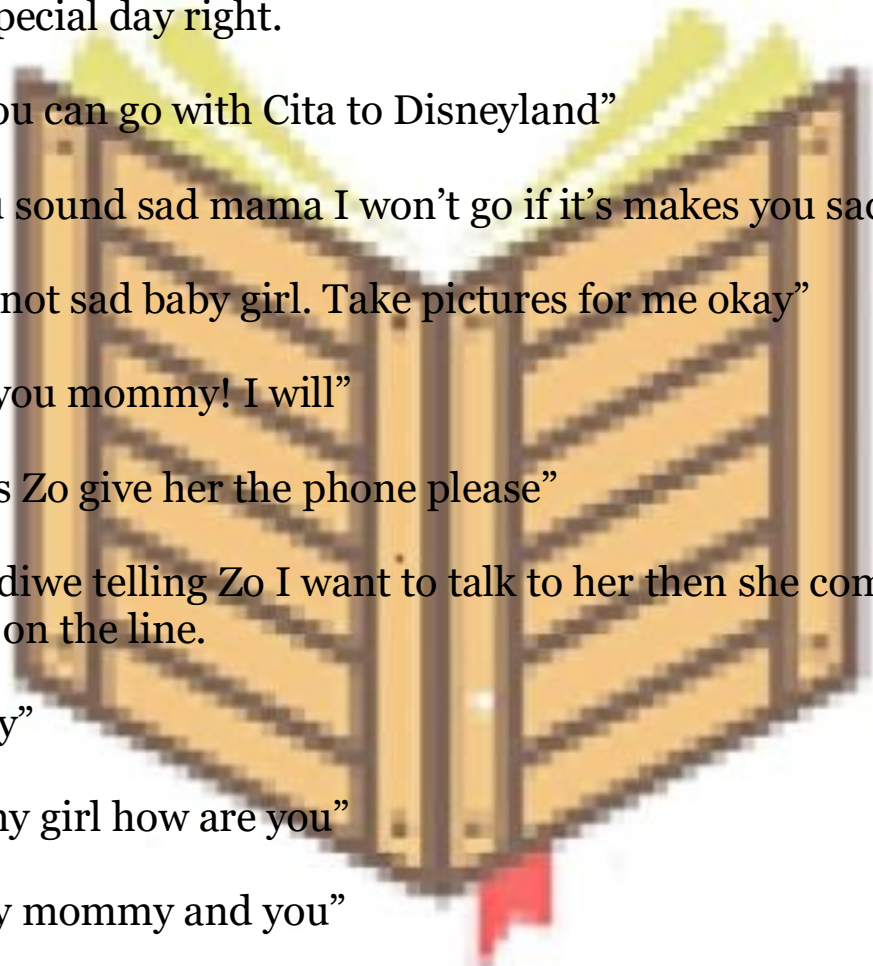 pecial day right.
ou can go with Cita to Disneyland”
sound sad mama I won’t go if it’s makes you sad
not sad baby girl. Take pictures for me okay”
you mommy! I will”
s Zo give her the phone please”
diwe telling Zo I want to talk to her then she com
on the line.
y”
ny girl how are you”
y mommy and you”